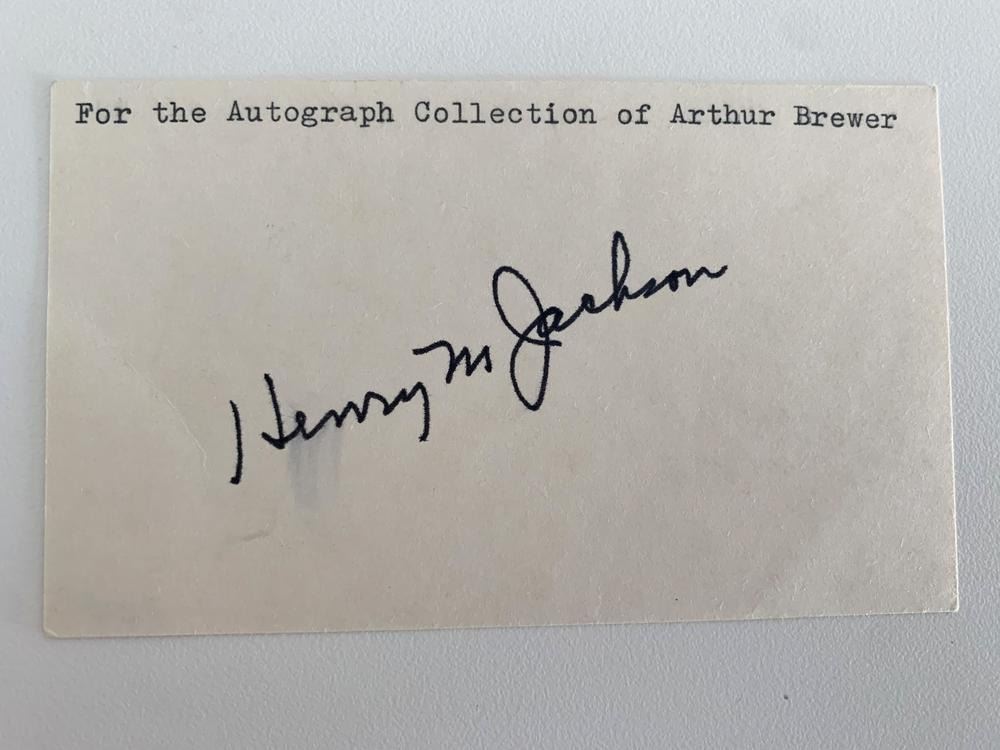 For the Autograph Collection of Arthur Brewer
Henry M Jackson